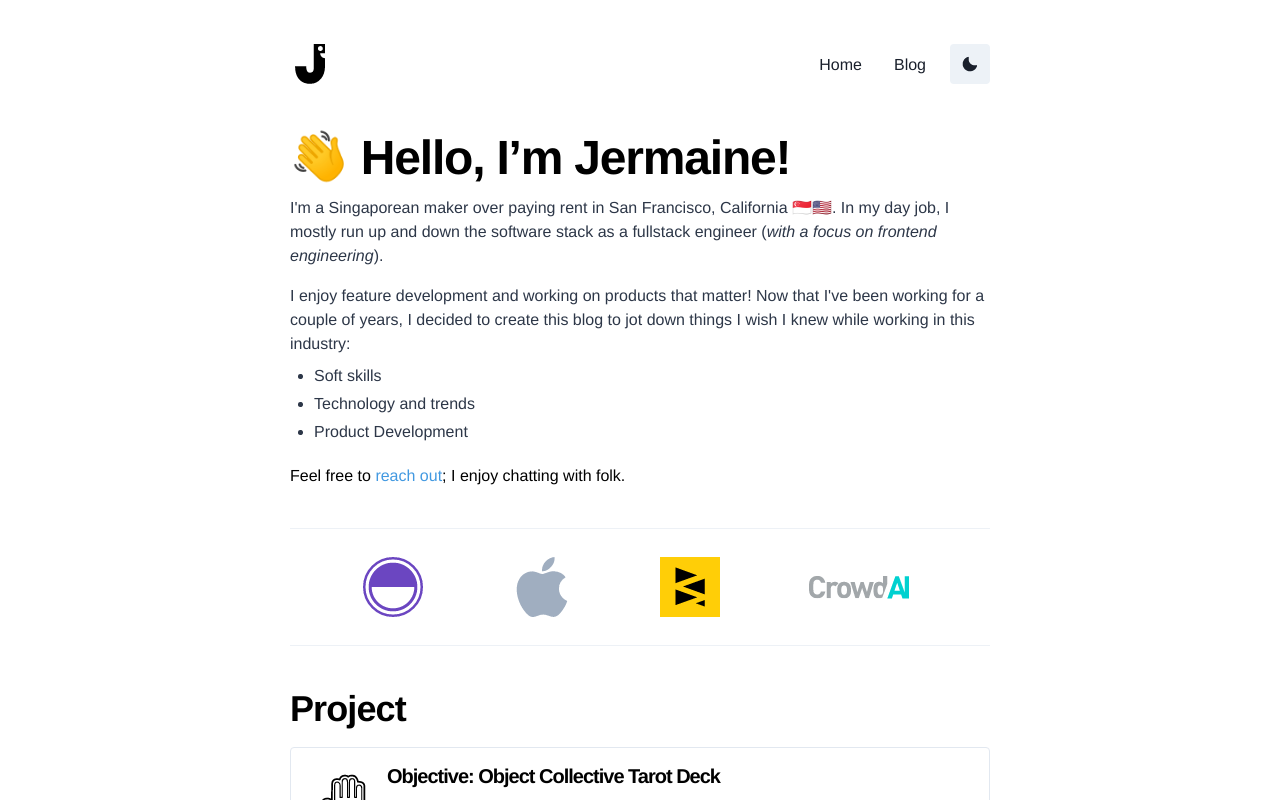 Home Blog
👋 Hello, I’m Jermaine!
I'm a Singaporean maker over paying rent in San Francisco, California 🇸🇬🇺🇸. In my day job, I
mostly run up and down the software stack as a fullstack engineer (with a focus on frontend
engineering).
I enjoy feature development and working on products that matter! Now that I've been working for a
couple of years, I decided to create this blog to jot down things I wish I knew while working in this
industry:
• Soft skills
• Technology and trends
• Product Development
Feel free to reach out; I enjoy chatting with folk.
CrowdAI
Project
Objective: Object Collective Tarot Deck